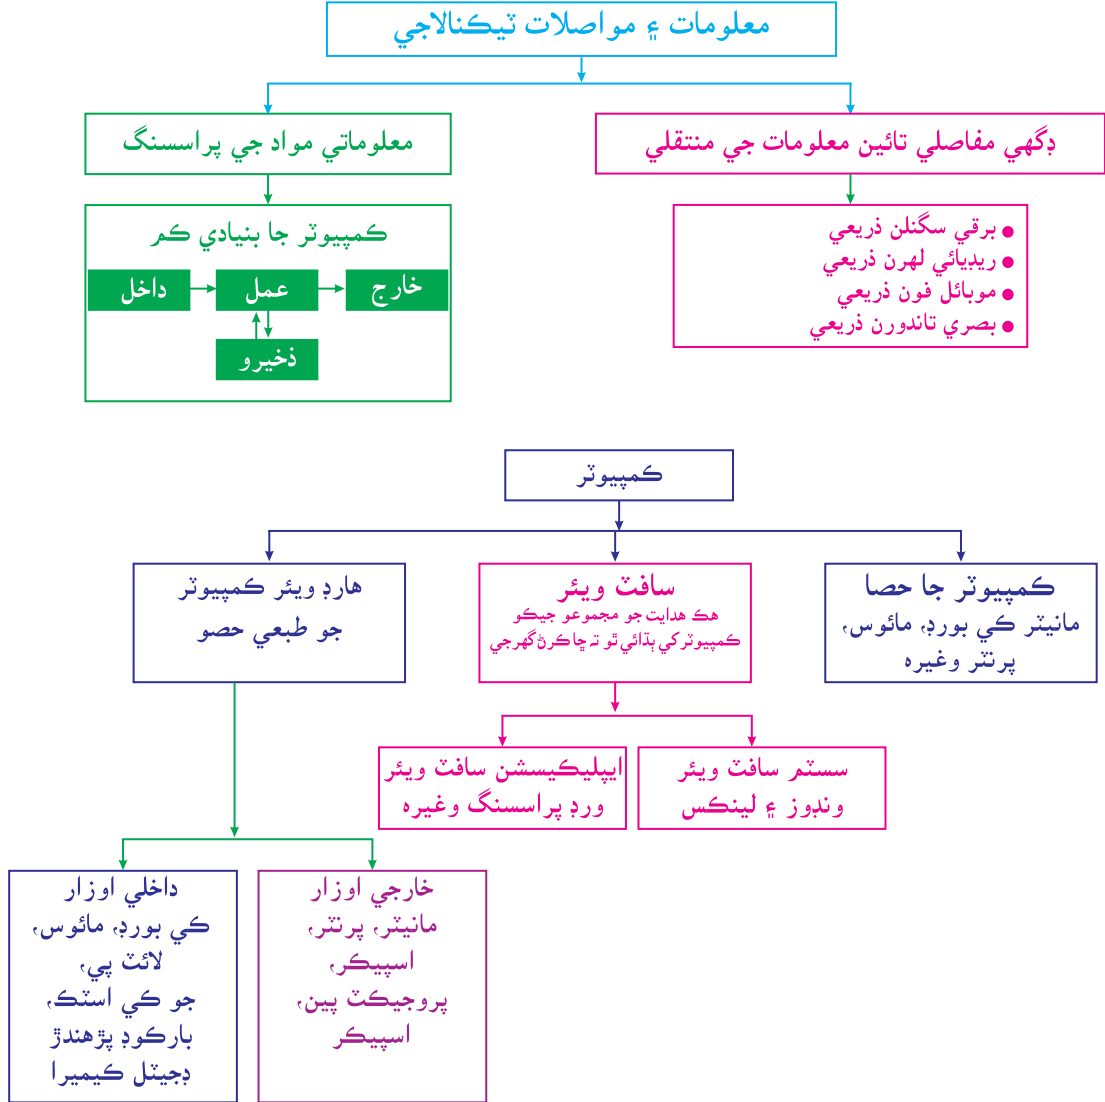 معلومات ۽ مواصلات ٽيڪنالاجي
ڊگهي مفاصلي تائين معلومات جي منتقلي
معلوماتي مواد جي پراسسنگ
• برقي سگنلن ذريعي
• ريڊيائي لهرن ذريعي
• موبائل فون ذريعي
• بصري تاندورن ذريعي
ڪمپيوٽر جا بنيادي ڪم
داخل
عمل
خارج
ذخيرو
ڪمپيوٽر
ڪمپيوٽر جا حصا
مانيٽر ڪي بورڊ، مائوس،
پرنٽر وغيره
سافٽ ويئر
هڪ هدايت جو مجموعو جيڪو
ڪمپيوٽر کي ٻڌائي ٿو تہ ڇا ڪرڻ گهرجي
هارڊ ويئر ڪمپيوٽر
جو طبعي حصو
سسٽم سافٽ ويئر
ونڊوز ۽ لينڪس
ايپليڪيسشن سافٽ ويئر
ورڊ پراسسنگ وغيره
خارجي اوزار
مانيٽر، پرنٽر،
اسپيڪر،
پروجيڪٽ پين،
اسپيڪر
داخلي اوزار
ڪي بورڊ، مائوس،
لائٽ پي،
جو ڪي اسٽڪ،
بارڪوڊ پڙهندڙ
ڊجيٽل ڪيميرا